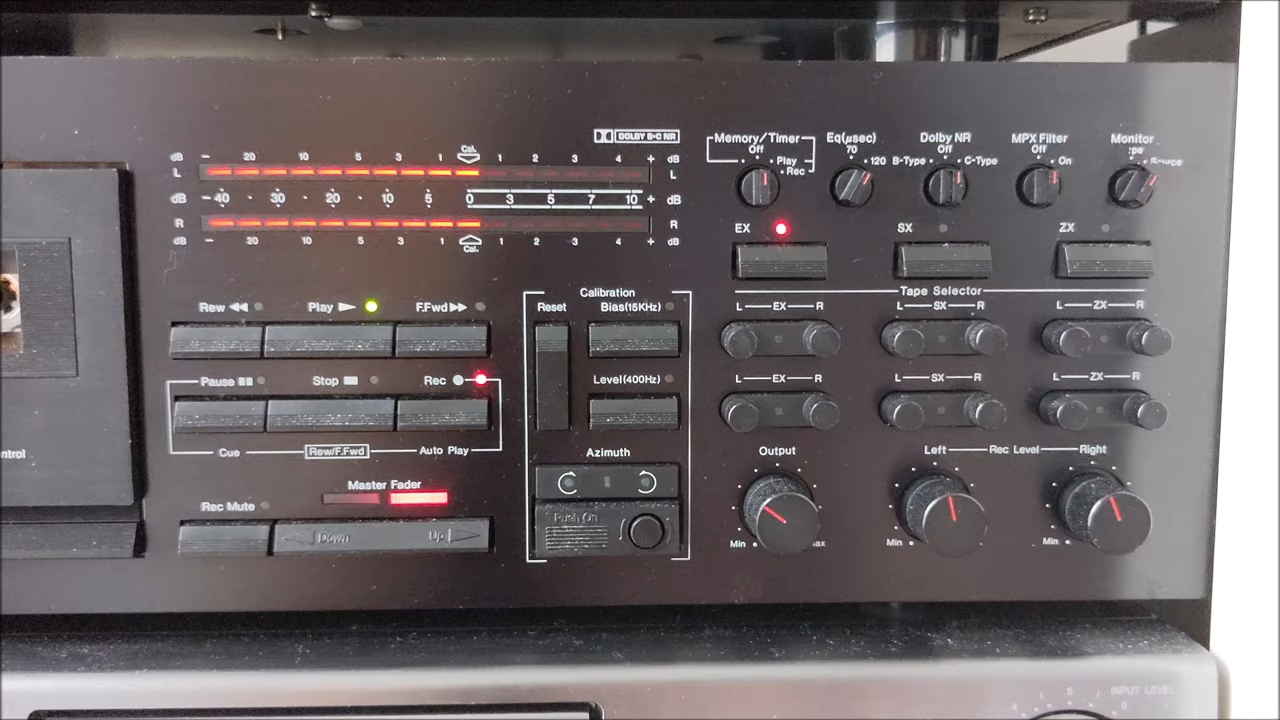 DOLBY B-C NR
dB – 20 10 5 3 1 Cal. 1 2 3 4 + dB
L L
dB – 40 · 30 · 20 · 10 5 0 3 5 7 10 + dB
R R
dB – 20 10 5 3 1 Cal. 1 2 3 4 + dB
Memory/Timer
Off
Play
Rec
Eq(μsec)
70
120
Dolby NR
Off
B-Type C-Type
MPX Filter
Off
On
Monitor
Source
EX SX ZX
Tape Selector
L EX R L SX R L ZX R
L EX R L SX R L ZX R
Rew Play F.Fwd
Pause Stop Rec
Cue Rew/F.Fwd Auto Play
Master Fader
Rec Mute
Down Up
Calibration
Reset Bias(15KHz)
Level(400Hz)
Azimuth
Push On
Output
Min
Left Rec Level Right
Min Min
ontrol
INPUT LEVEL
4 5 6